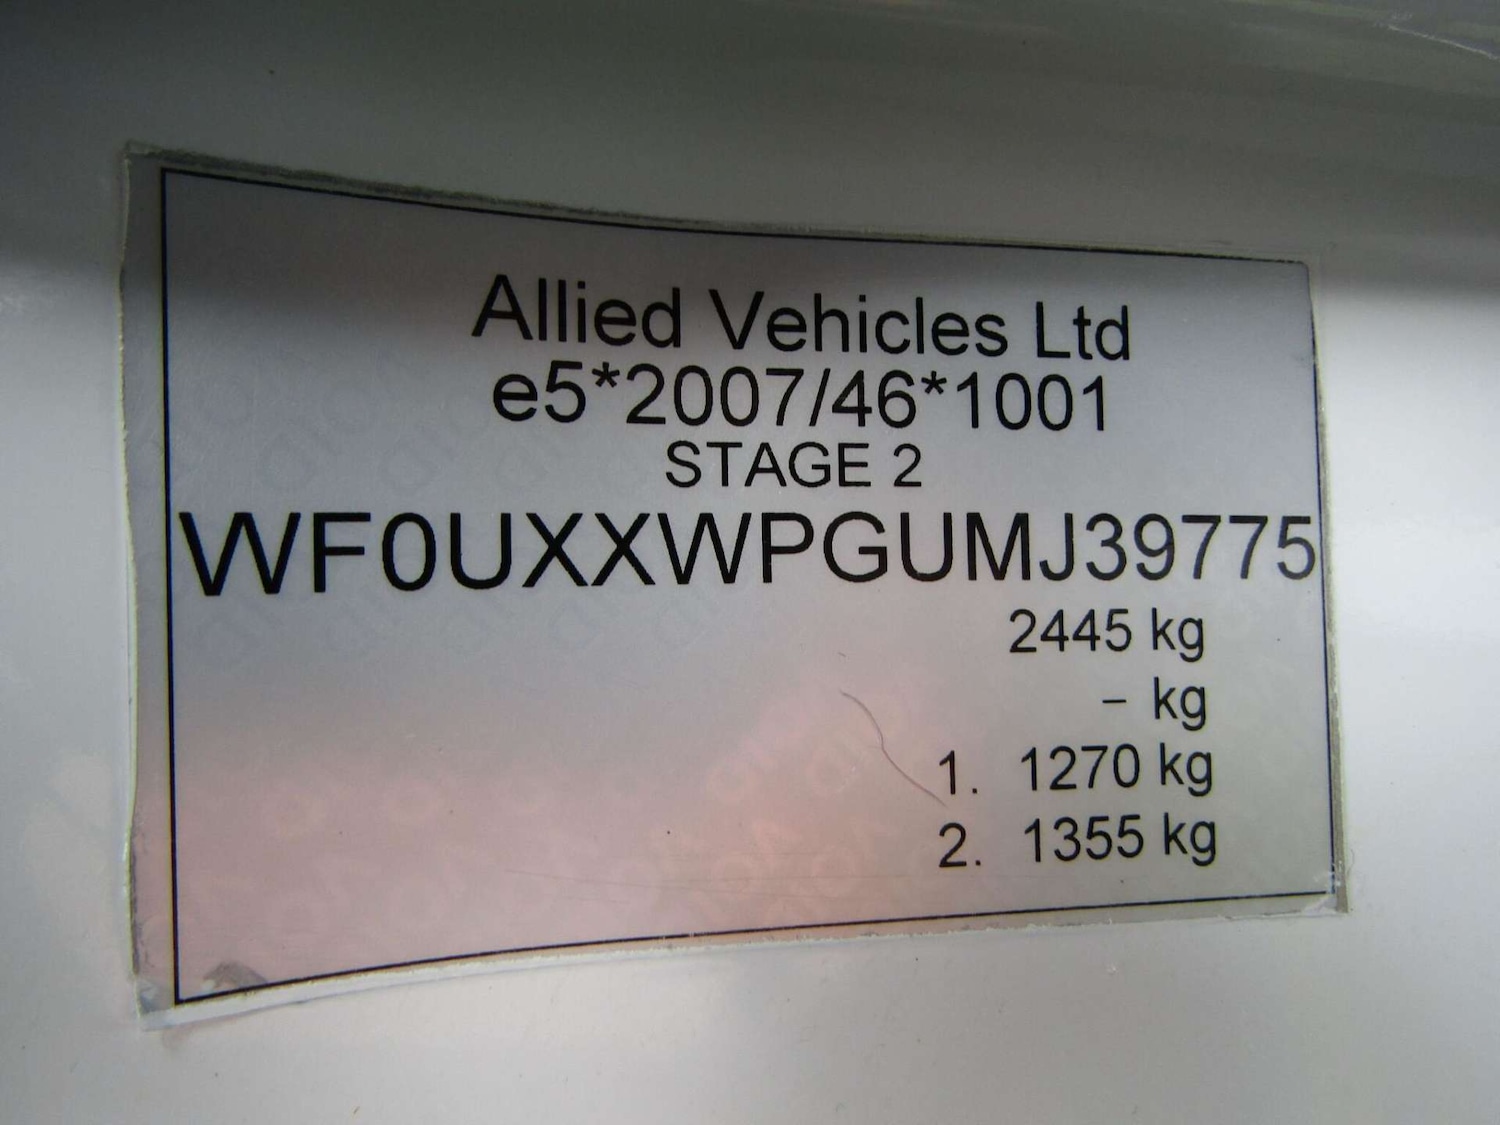 Allied Vehicles Ltd
e5*2007/46*1001
STAGE 2
WF0UXXWPGUMJ39775
2445 kg
- kg
1. 1270 kg
2. 1355 kg